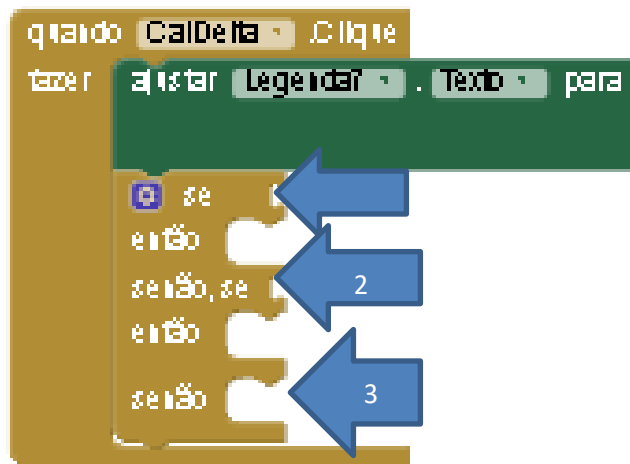 quando CalDelta .Clique
fazer ajustar Legenda7 . Texto para
se
então
senão, se 2
então
senão 3